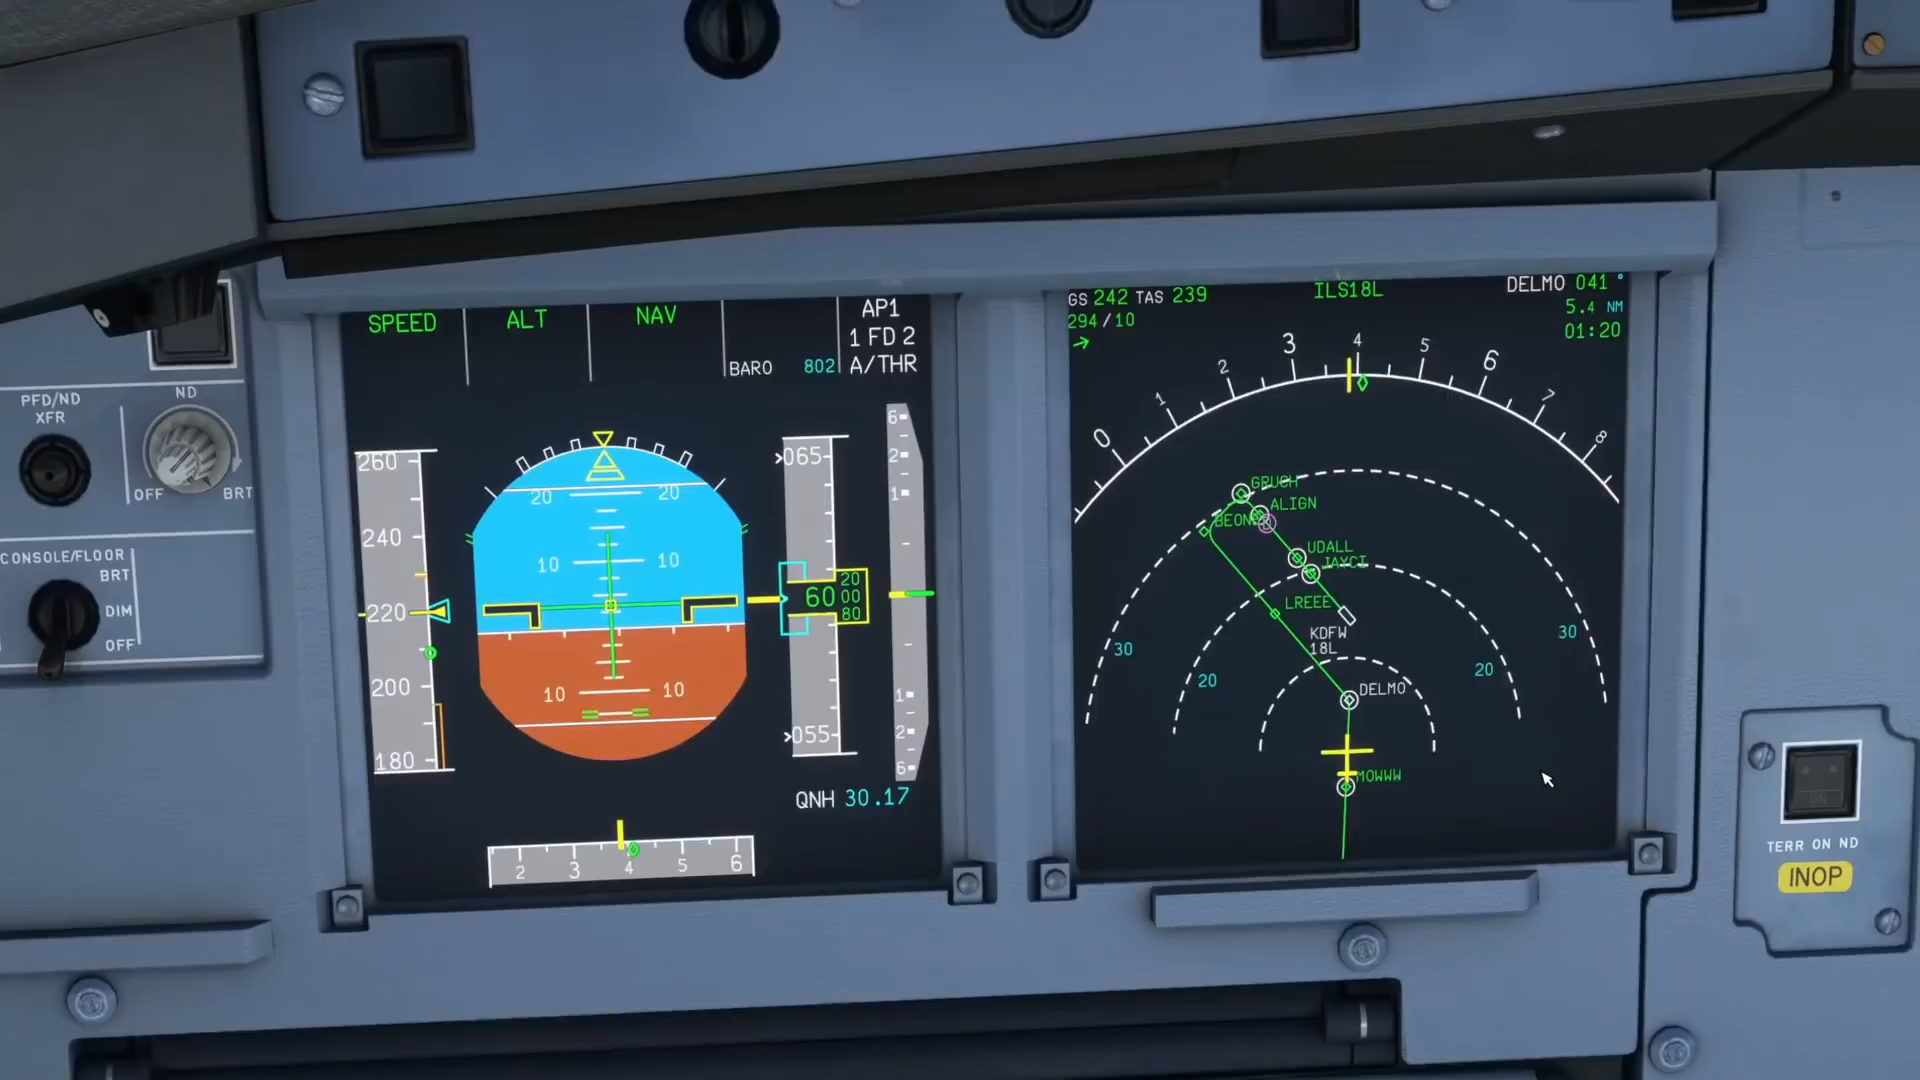 SPEED ALT NAV AP1
1 FD 2
BARO 802 A/THR
PFD/ND
XFR
ND
OFF BRT
CONSOLE/FLOOR
BRT
DIM
OFF
260
240
220
200
180
20 20
10 10
10 10
065
60 20
00
80
055
6
2
1
1
2
6
QNH 30.17
2 3 4 5 6
GS 242 TAS 239
294/10
ILS18L
DELMO 041°
5.4 NM
01:20
0 1 2 3 4 5 6 7 8
GRUCH
ALIGN
UDALL
JAYCI
LREEE
KDFW
18L
30 30
20 20
DELMO
MOWWW
TERR ON ND
INOP